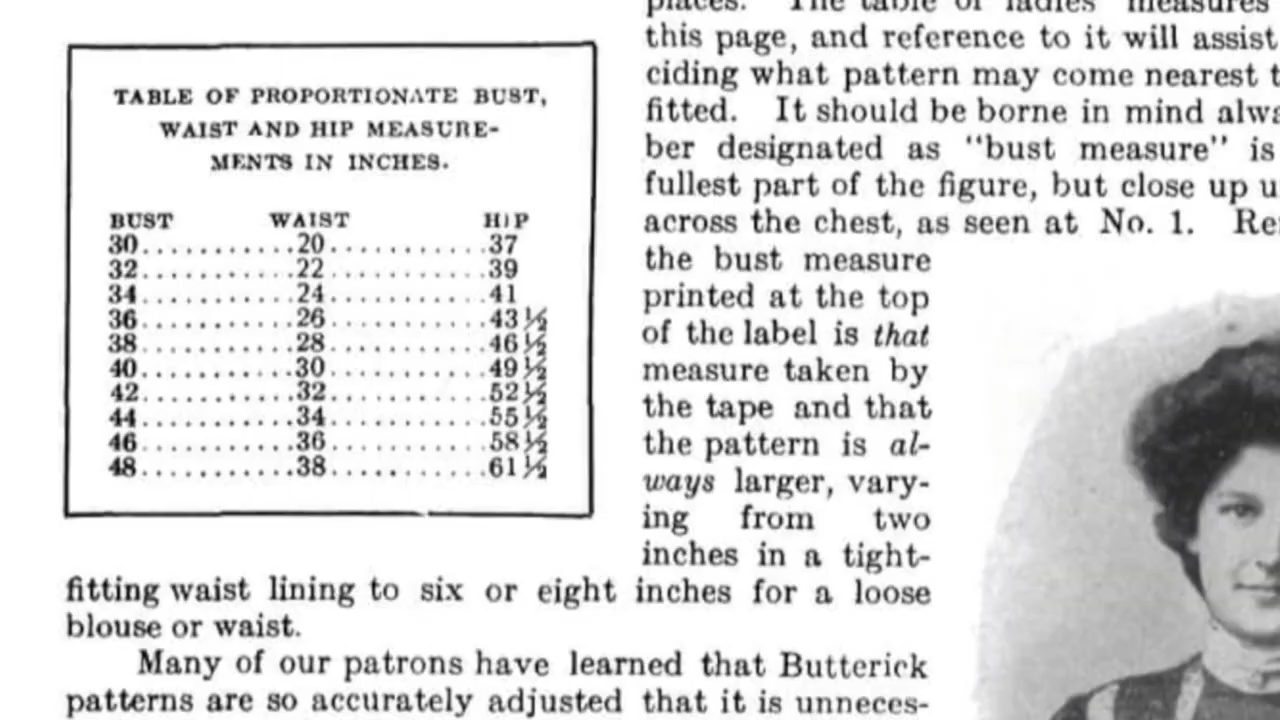 TABLE OF PROPORTIONATE BUST,
WAIST AND HIP MEASURE-
MENTS IN INCHES.
BUST WAIST HIP
30...........20...........37
32...........22...........39
34...........24...........41
36...........26...........43½
38...........28...........46½
40...........30...........49½
42...........32...........52½
44...........34...........55½
46...........36...........58½
48...........38...........61½
places. The table of ladies' measures
this page, and reference to it will assist
ciding what pattern may come nearest
fitted. It should be borne in mind
ber designated as "bust measure" is
fullest part of the figure, but close up
across the chest, as seen at No. 1.
the bust measure
printed at the top
of the label is that
measure taken by
the tape and that
the pattern is al-
ways larger, vary-
ing from two
inches in a tight-
fitting waist lining to six or eight inches for a loose
blouse or waist.
Many of our patrons have learned that Butterick
patterns are so accurately adjusted that it is unneces-